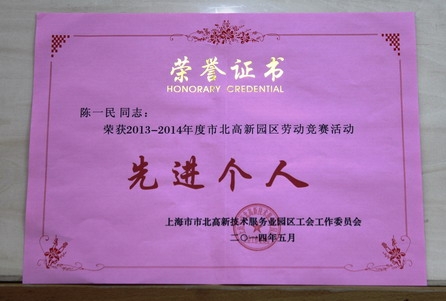 荣誉证书
HONORARY CREDENTIAL
陈一民 同志：
荣获2013-2014年度市北高新园区劳动竞赛活动
先进个人
上海市市北高新技术服务业园区工会工作委员会
二〇一四年五月